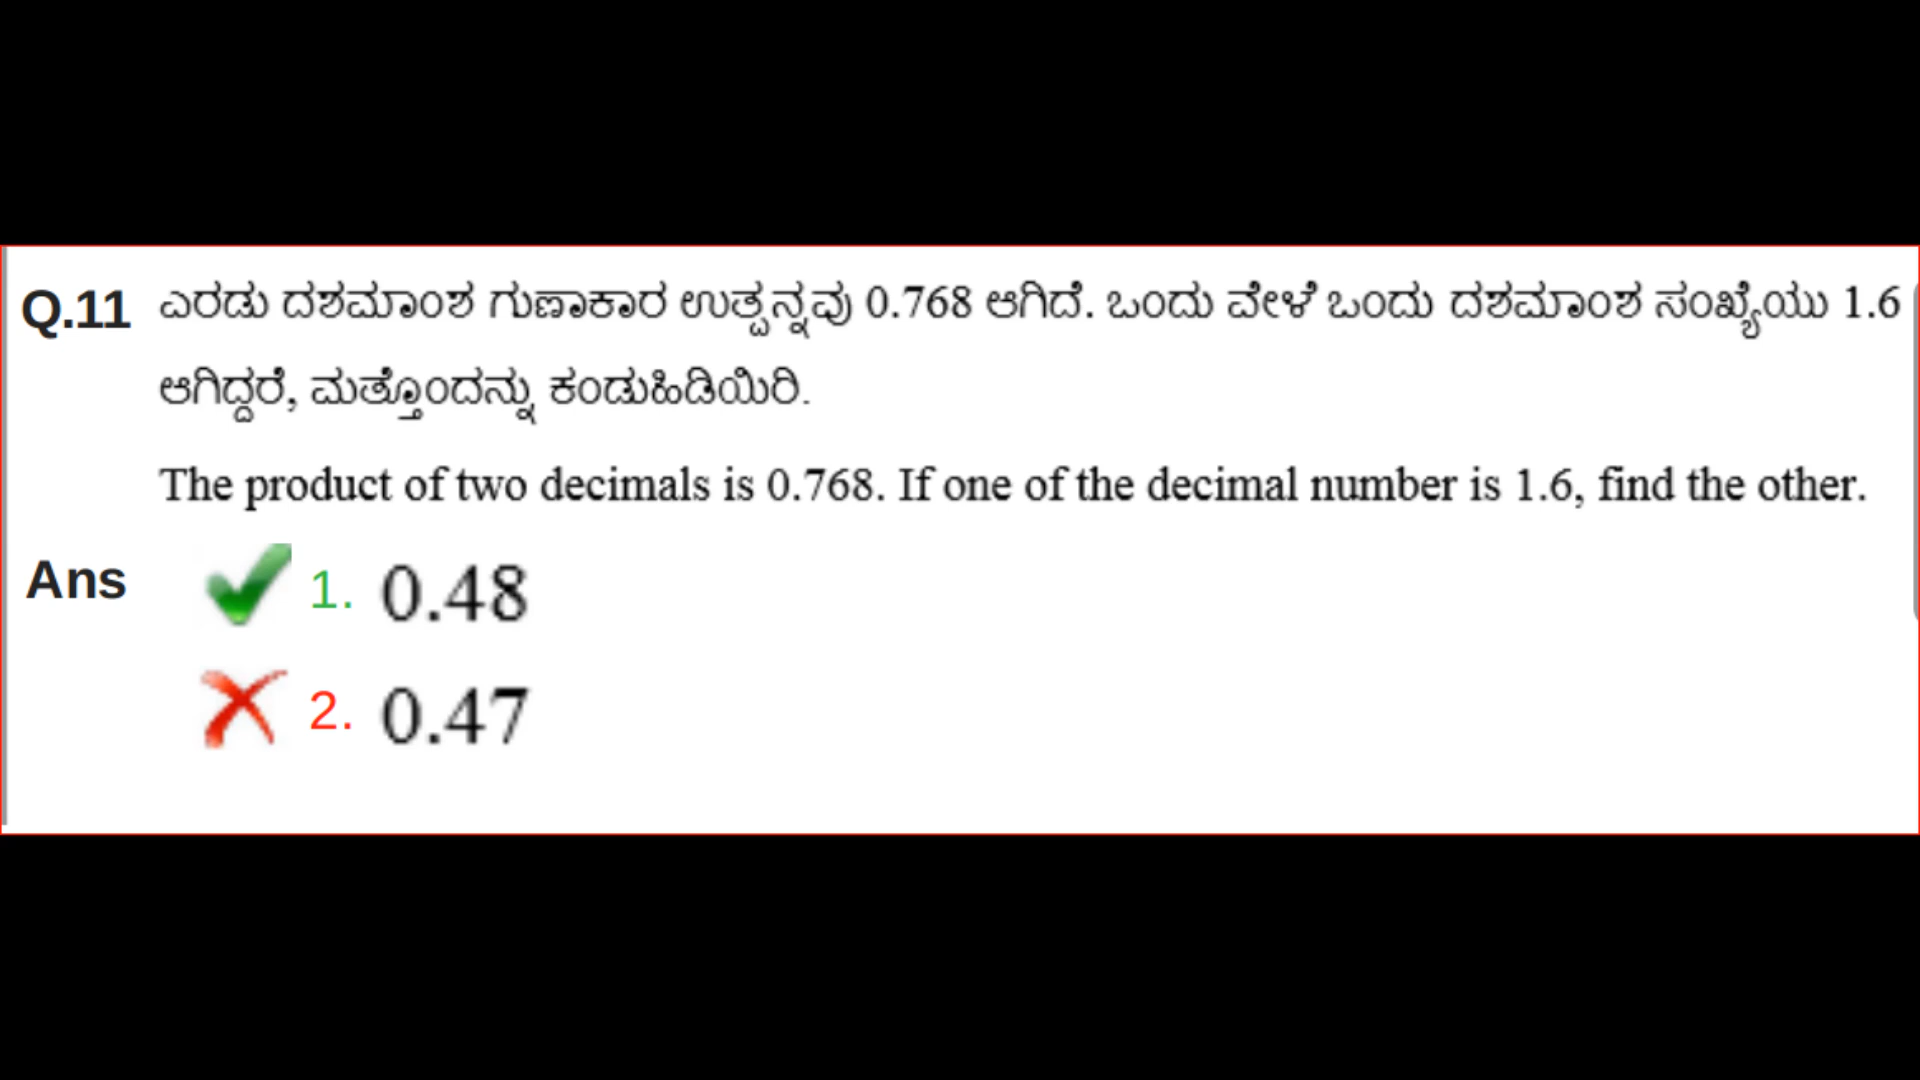 Q.11 ಎರಡು ದಶಮಾಂಶ ಗುಣಾಕಾರ ಉತ್ಪನ್ನವು 0.768 ಆಗಿದೆ. ಒಂದು ವೇಳೆ ಒಂದು ದಶಮಾಂಶ ಸಂಖ್ಯೆಯು 1.6
ಆಗಿದ್ದರೆ, ಮತ್ತೊಂದನ್ನು ಕಂಡುಹಿಡಿಯಿರಿ.
The product of two decimals is 0.768. If one of the decimal number is 1.6, find the other.
Ans 1. 0.48
2. 0.47